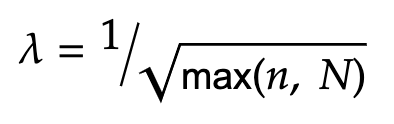 λ = 1/√max(n, N)